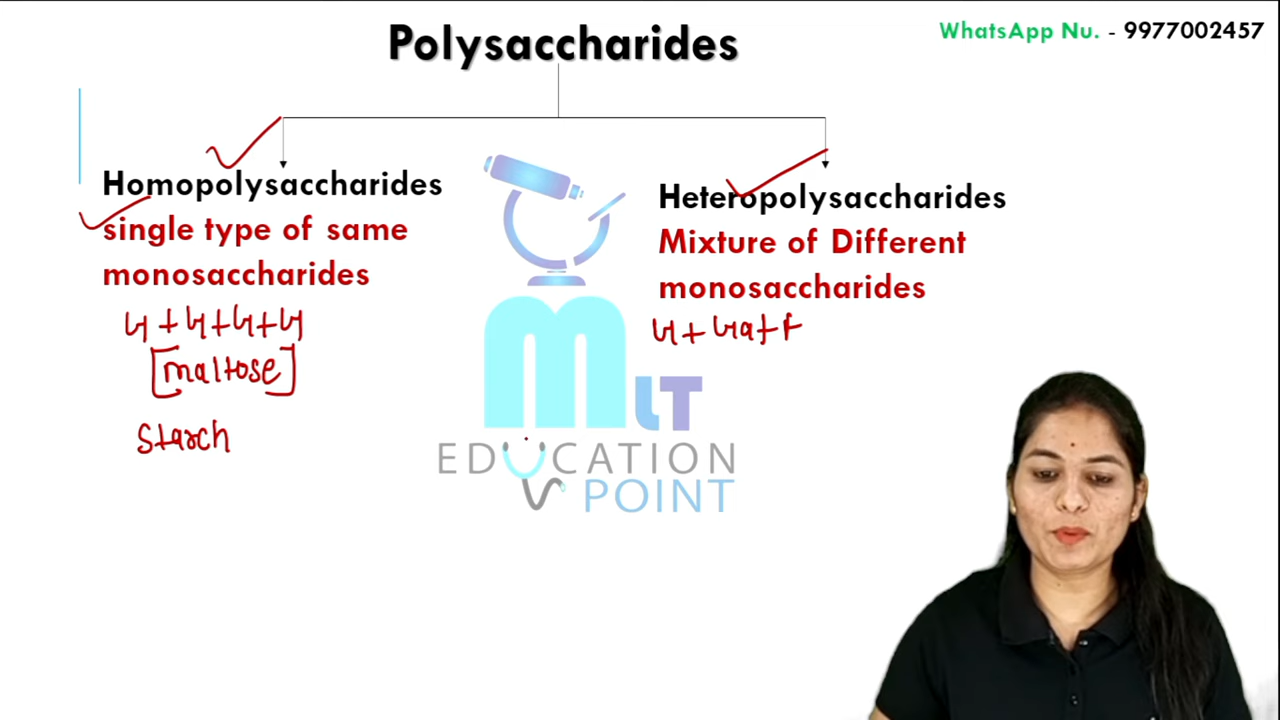 Polysaccharides
WhatsApp Nu. - 9977002457
Homopolysaccharides
single type of same
monosaccharides
G + G + G + G
[maltose]
Starch
Heteropolysaccharides
Mixture of Different
monosaccharides
G + Ga + F
MLT
EDUCATION
POINT